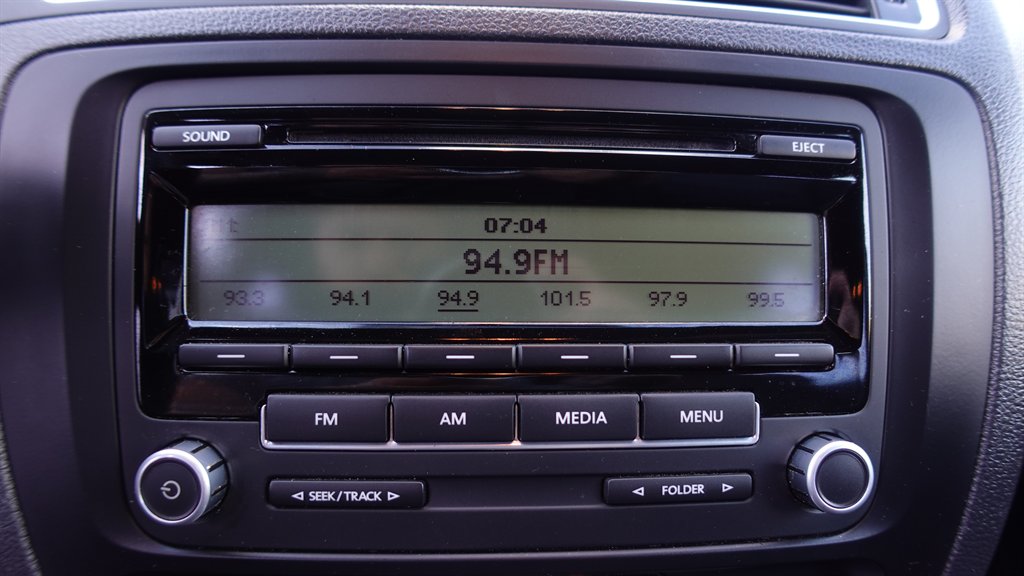 SOUND EJECT
07:04
94.9FM
93.3 94.1 94.9 101.5 97.9 99.5
FM AM MEDIA MENU
SEEK/TRACK FOLDER